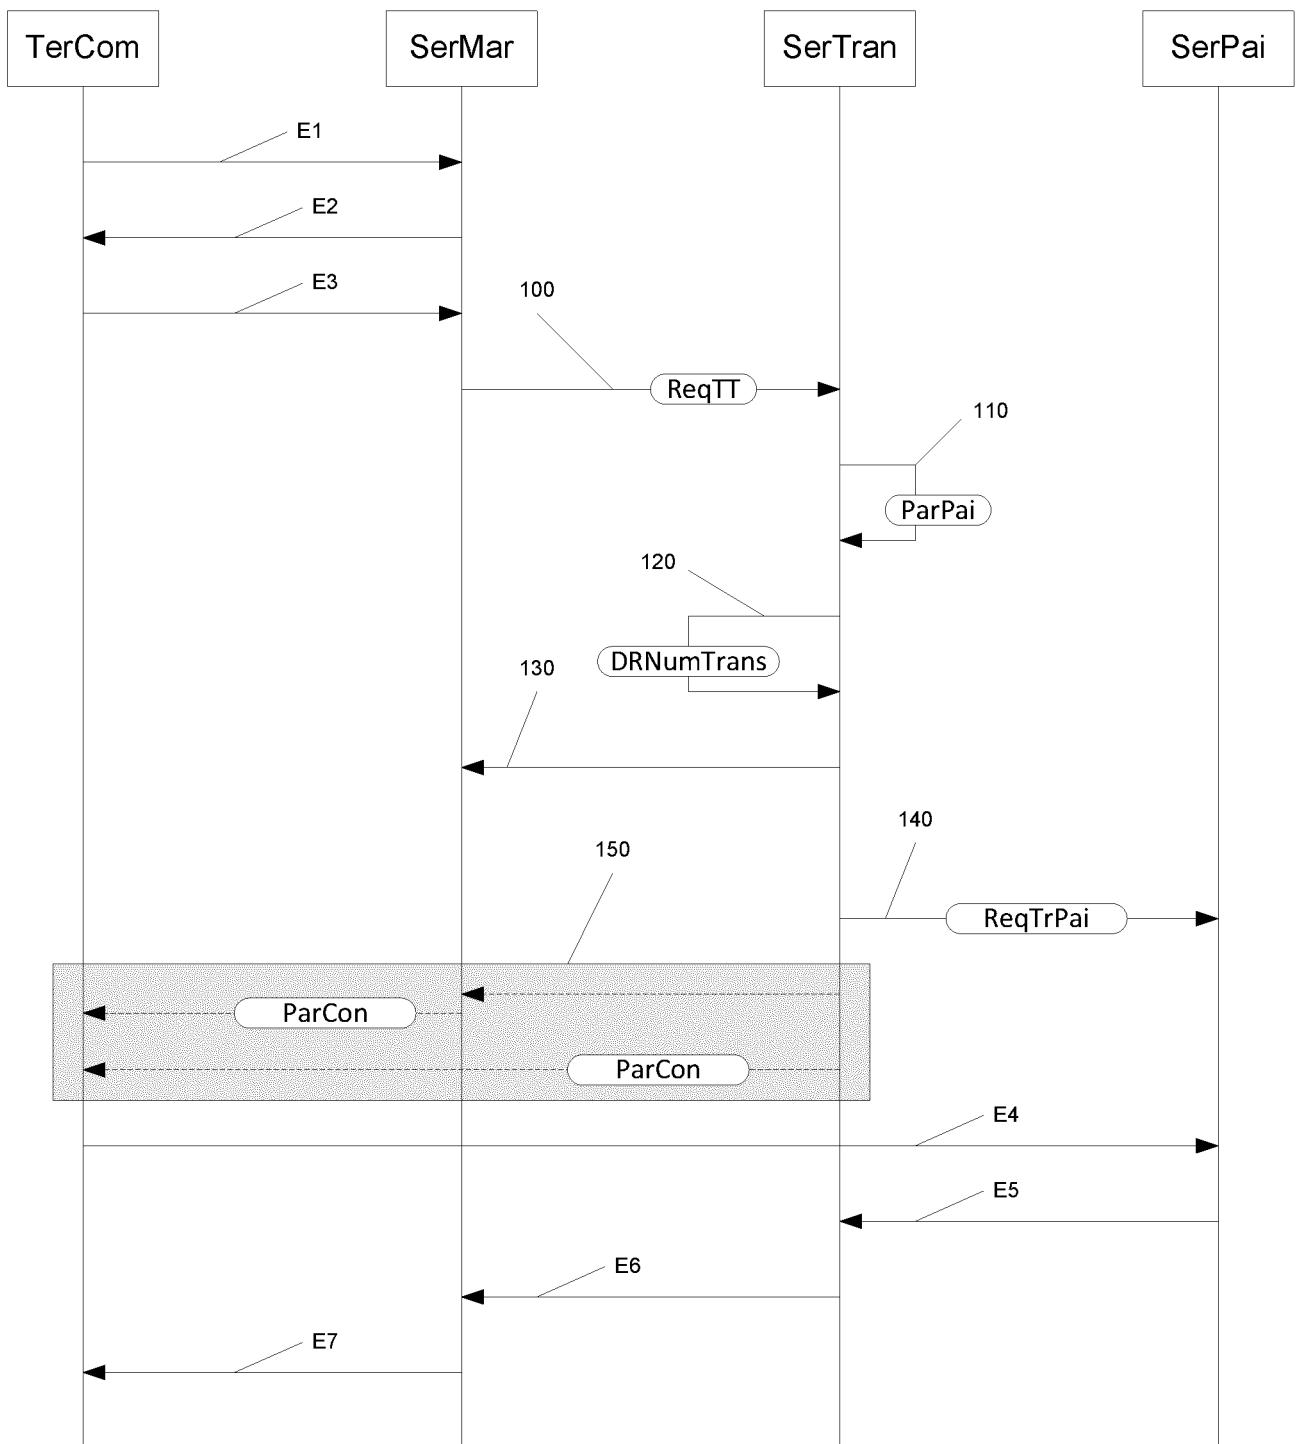 TerCom
SerMar
SerTran
SerPai
E1
E2
E3
100
ReqTT
110
ParPai
120
DRNumTrans
130
140
150
ReqTrPai
ParCon
ParCon
E4
E5
E6
E7